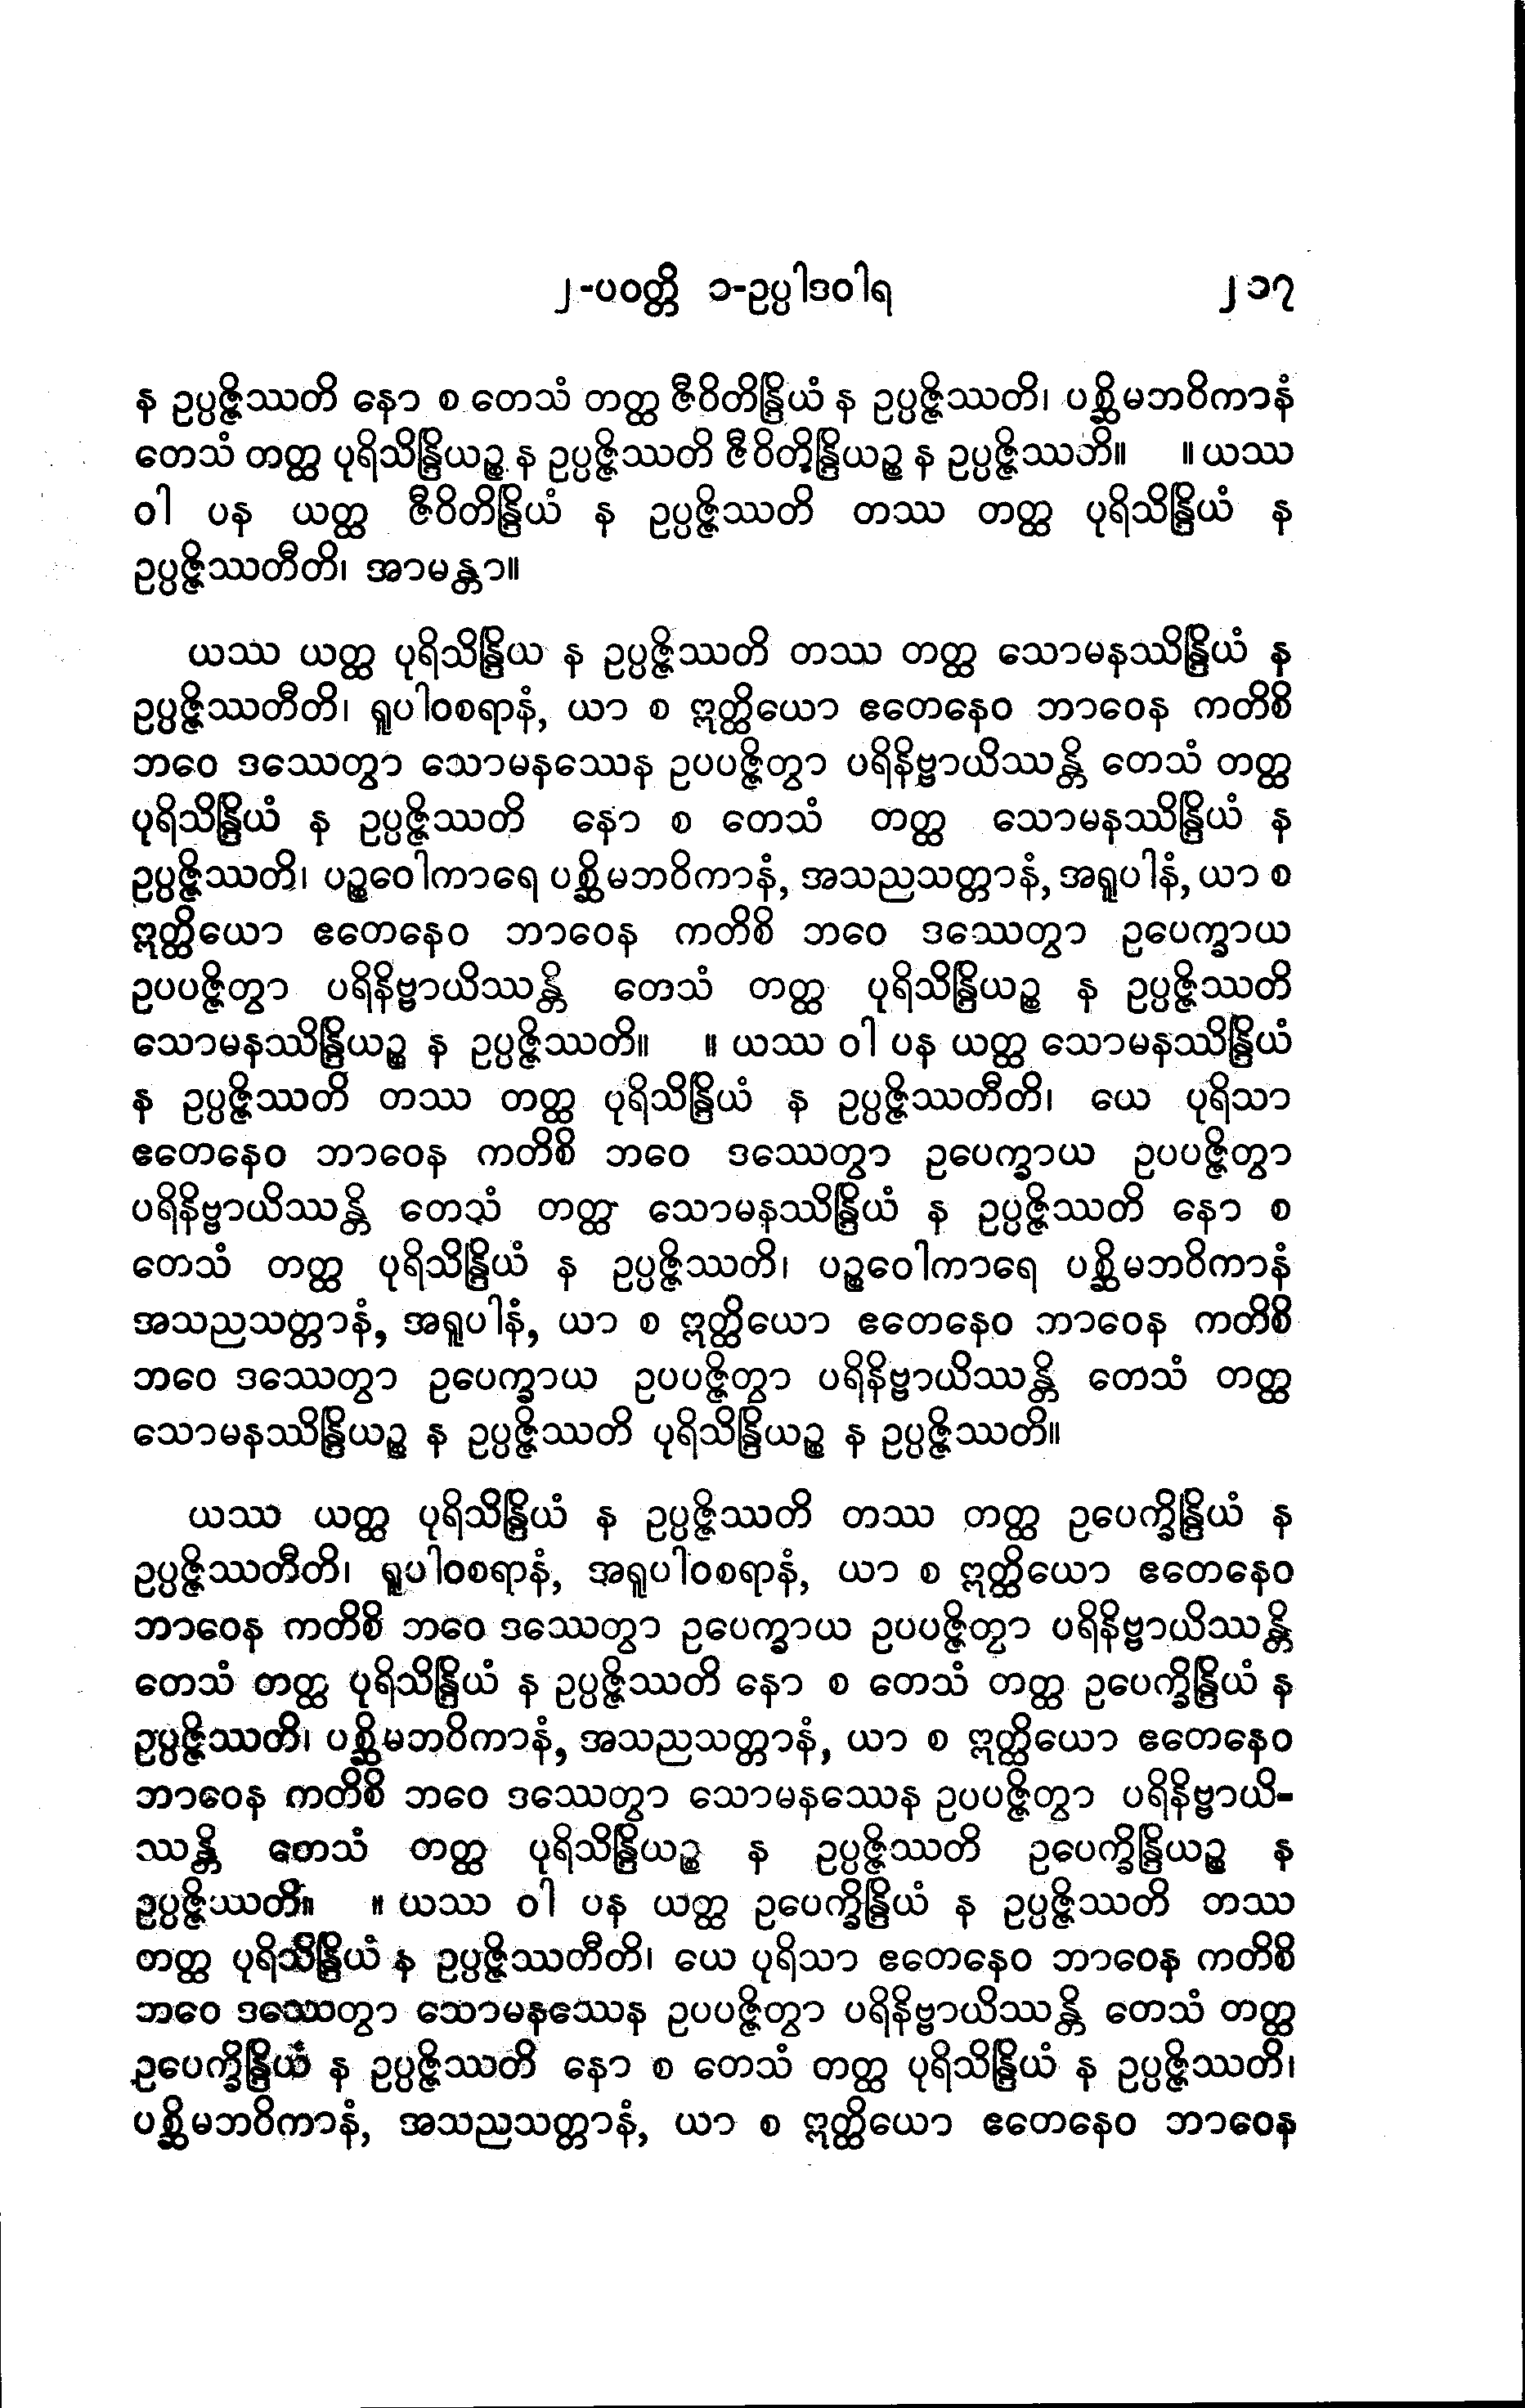 ၂-ပဝတ္တိ ၁-ဥပ္ပါဒဝါရ ၂၁၇
န ဥပ္ပဇ္ဇိဿတိ နော စ တေသံ တတ္ထ ဇီဝိတိန္ဒြိယံ န ဥပ္ပဇ္ဇိဿတိ၊ ပစ္ဆိမဘဝိကာနံ
တေသံ တတ္ထ ပုရိသိန္ဒြိယဉ္စ န ဥပ္ပဇ္ဇိဿတိ ဇီဝိတိန္ဒြိယဉ္စ န ဥပ္ပဇ္ဇိဿတိ။ ။ ယဿ
ဝါ ပန ယတ္ထ ဇီဝိတိန္ဒြိယံ န ဥပ္ပဇ္ဇိဿတိ တဿ တတ္ထ ပုရိသိန္ဒြိယံ န
ဥပ္ပဇ္ဇိဿတီတိ၊ အာမန္တာ။
ယဿ ယတ္ထ ပုရိသိန္ဒြိယ န ဥပ္ပဇ္ဇိဿတိ တဿ တတ္ထ သောမနဿိန္ဒြိယံ န
ဥပ္ပဇ္ဇိဿတီတိ၊ ရူပါဝစရာနံ, ယာ စ ဣတ္ထိယော ဧတေနေဝ ဘာဝေန ကတိစိ
ဘဝေ ဒဿေတွာ သောမနဿေန ဥပပဇ္ဇိတွာ ပရိနိဗ္ဗာယိဿန္တိ တေသံ တတ္ထ
ပုရိသိန္ဒြိယံ န ဥပ္ပဇ္ဇိဿတိ နော စ တေသံ တတ္ထ သောမနဿိန္ဒြိယံ န
ဥပ္ပဇ္ဇိဿတိ၊ ပဉ္စဝေါကာရေ ပစ္ဆိမဘဝိကာနံ, အသညသတ္တာနံ, အရူပါနံ, ယာ စ
ဣတ္ထိယော ဧတေနေဝ ဘာဝေန ကတိစိ ဘဝေ ဒဿေတွာ ဥပေက္ခာယ
ဥပပဇ္ဇိတွာ ပရိနိဗ္ဗာယိဿန္တိ တေသံ တတ္ထ ပုရိသိန္ဒြိယဉ္စ န ဥပ္ပဇ္ဇိဿတိ
သောမနဿိန္ဒြိယဉ္စ န ဥပ္ပဇ္ဇိဿတိ။ ။ ယဿ ဝါ ပန ယတ္ထ သောမနဿိန္ဒြိယံ
န ဥပ္ပဇ္ဇိဿတိ တဿ တတ္ထ ပုရိသိန္ဒြိယံ န ဥပ္ပဇ္ဇိဿတီတိ၊ ယေ ပုရိသာ
ဧတေနေဝ ဘာဝေန ကတိစိ ဘဝေ ဒဿေတွာ ဥပေက္ခာယ ဥပပဇ္ဇိတွာ
ပရိနိဗ္ဗာယိဿန္တိ တေသံ တတ္ထ သောမနဿိန္ဒြိယံ န ဥပ္ပဇ္ဇိဿတိ နော စ
တေသံ တတ္ထ ပုရိသိန္ဒြိယံ န ဥပ္ပဇ္ဇိဿတိ၊ ပဉ္စဝေါကာရေ ပစ္ဆိမဘဝိကာနံ
အသညသတ္တာနံ, အရူပါနံ, ယာ စ ဣတ္ထိယော ဧတေနေဝ ဘာဝေန ကတိစိ
ဘဝေ ဒဿေတွာ ဥပေက္ခာယ ဥပပဇ္ဇိတွာ ပရိနိဗ္ဗာယိဿန္တိ တေသံ တတ္ထ
သောမနဿိန္ဒြိယဉ္စ န ဥပ္ပဇ္ဇိဿတိ ပုရိသိန္ဒြိယဉ္စ န ဥပ္ပဇ္ဇိဿတိ။
ယဿ ယတ္ထ ပုရိသိန္ဒြိယံ န ဥပ္ပဇ္ဇိဿတိ တဿ တတ္ထ ဥပေက္ခိန္ဒြိယံ န
ဥပ္ပဇ္ဇိဿတီတိ၊ ရူပါဝစရာနံ, အရူပါဝစရာနံ, ယာ စ ဣတ္ထိယော ဧတေနေဝ
ဘာဝေန ကတိစိ ဘဝေ ဒဿေတွာ ဥပေက္ခာယ ဥပပဇ္ဇိတွာ ပရိနိဗ္ဗာယိဿန္တိ
တေသံ တတ္ထ ပုရိသိန္ဒြိယံ န ဥပ္ပဇ္ဇိဿတိ နော စ တေသံ တတ္ထ ဥပေက္ခိန္ဒြိယံ န
ဥပ္ပဇ္ဇိဿတိ၊ ပစ္ဆိမဘဝိကာနံ, အသညသတ္တာနံ, ယာ စ ဣတ္ထိယော ဧတေနေဝ
ဘာဝေန ကတိစိ ဘဝေ ဒဿေတွာ သောမနဿေန ဥပပဇ္ဇိတွာ ပရိနိဗ္ဗာယိ-
ဿန္တိ တေသံ တတ္ထ ပုရိသိန္ဒြိယဉ္စ န ဥပ္ပဇ္ဇိဿတိ ဥပေက္ခိန္ဒြိယဉ္စ န
ဥပ္ပဇ္ဇိဿတိ။ ။ ယဿ ဝါ ပန ယတ္ထ ဥပေက္ခိန္ဒြိယံ န ဥပ္ပဇ္ဇိဿတိ တဿ
တတ္ထ ပုရိသိန္ဒြိယံ န ဥပ္ပဇ္ဇိဿတီတိ၊ ယေ ပုရိသာ ဧတေနေဝ ဘာဝေန ကတိစိ
ဘဝေ ဒဿေတွာ သောမနဿေန ဥပပဇ္ဇိတွာ ပရိနိဗ္ဗာယိဿန္တိ တေသံ တတ္ထ
ဥပေက္ခိန္ဒြိယံ န ဥပ္ပဇ္ဇိဿတိ နော စ တေသံ တတ္ထ ပုရိသိန္ဒြိယံ န ဥပ္ပဇ္ဇိဿတိ၊
ပစ္ဆိမဘဝိကာနံ, အသညသတ္တာနံ, ယာ စ ဣတ္ထိယော ဧတေနေဝ ဘာဝေန